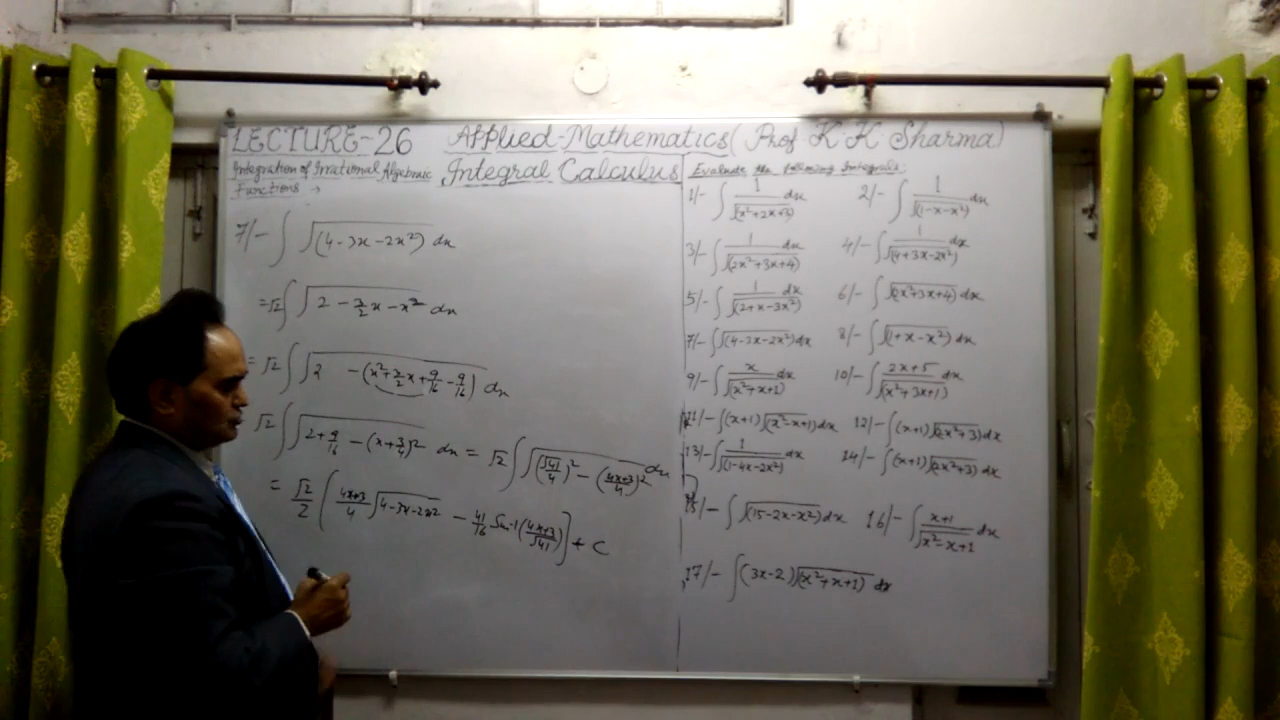 LECTURE-26 Applied-Mathematics (Prof K. K. Sharma)
Integration of Irrational Algebraic Functions → Integral Calculus
7/- ∫ √(4-3x-2x²) dx
= √2 ∫ √2 - 3/2 x - x² dx
= √2 ∫ √2 - (x² + 3/2 x + 9/16 - 9/16) dx
√2 ∫ √2 + 9/16 - (x + 3/4)² dx = √2 ∫ √(√41/4)² - (4x+3/4)² dx
= √2/2 [ 4x+3/4 √4-3x-2x² - 41/16 Sin⁻¹(4x+3/√41) ] + C
Evaluate the following Integrals:
1/- ∫ 1/√(x²+2x+3) dx 2/- ∫ 1/√(1-x-x²) dx
3/- ∫ 1/√(2x²+3x+4) dx 4/- ∫ 1/√(4+3x-2x²) dx
5/- ∫ 1/√(2+x-3x²) dx 6/- ∫ √(2x²+3x+4) dx
7/- ∫ √(4-3x-2x²) dx 8/- ∫ √(1+x-x²) dx
9/- ∫ x/√(x²+x+1) dx 10/- ∫ 2x+5/√(x²+3x+1) dx
11/- ∫ (x+1) √(x²-x+1) dx 12/- ∫ (x+1) √(2x²+3) dx
13/- ∫ 1/√(1-4x-2x²) dx 14/- ∫ (x+1) √(2x²+3) dx
15/- ∫ √(15-2x-x²) dx 16/- ∫ x+1/√x²-x+1 dx
17/- ∫ (3x-2) √(x²+x+1) dx